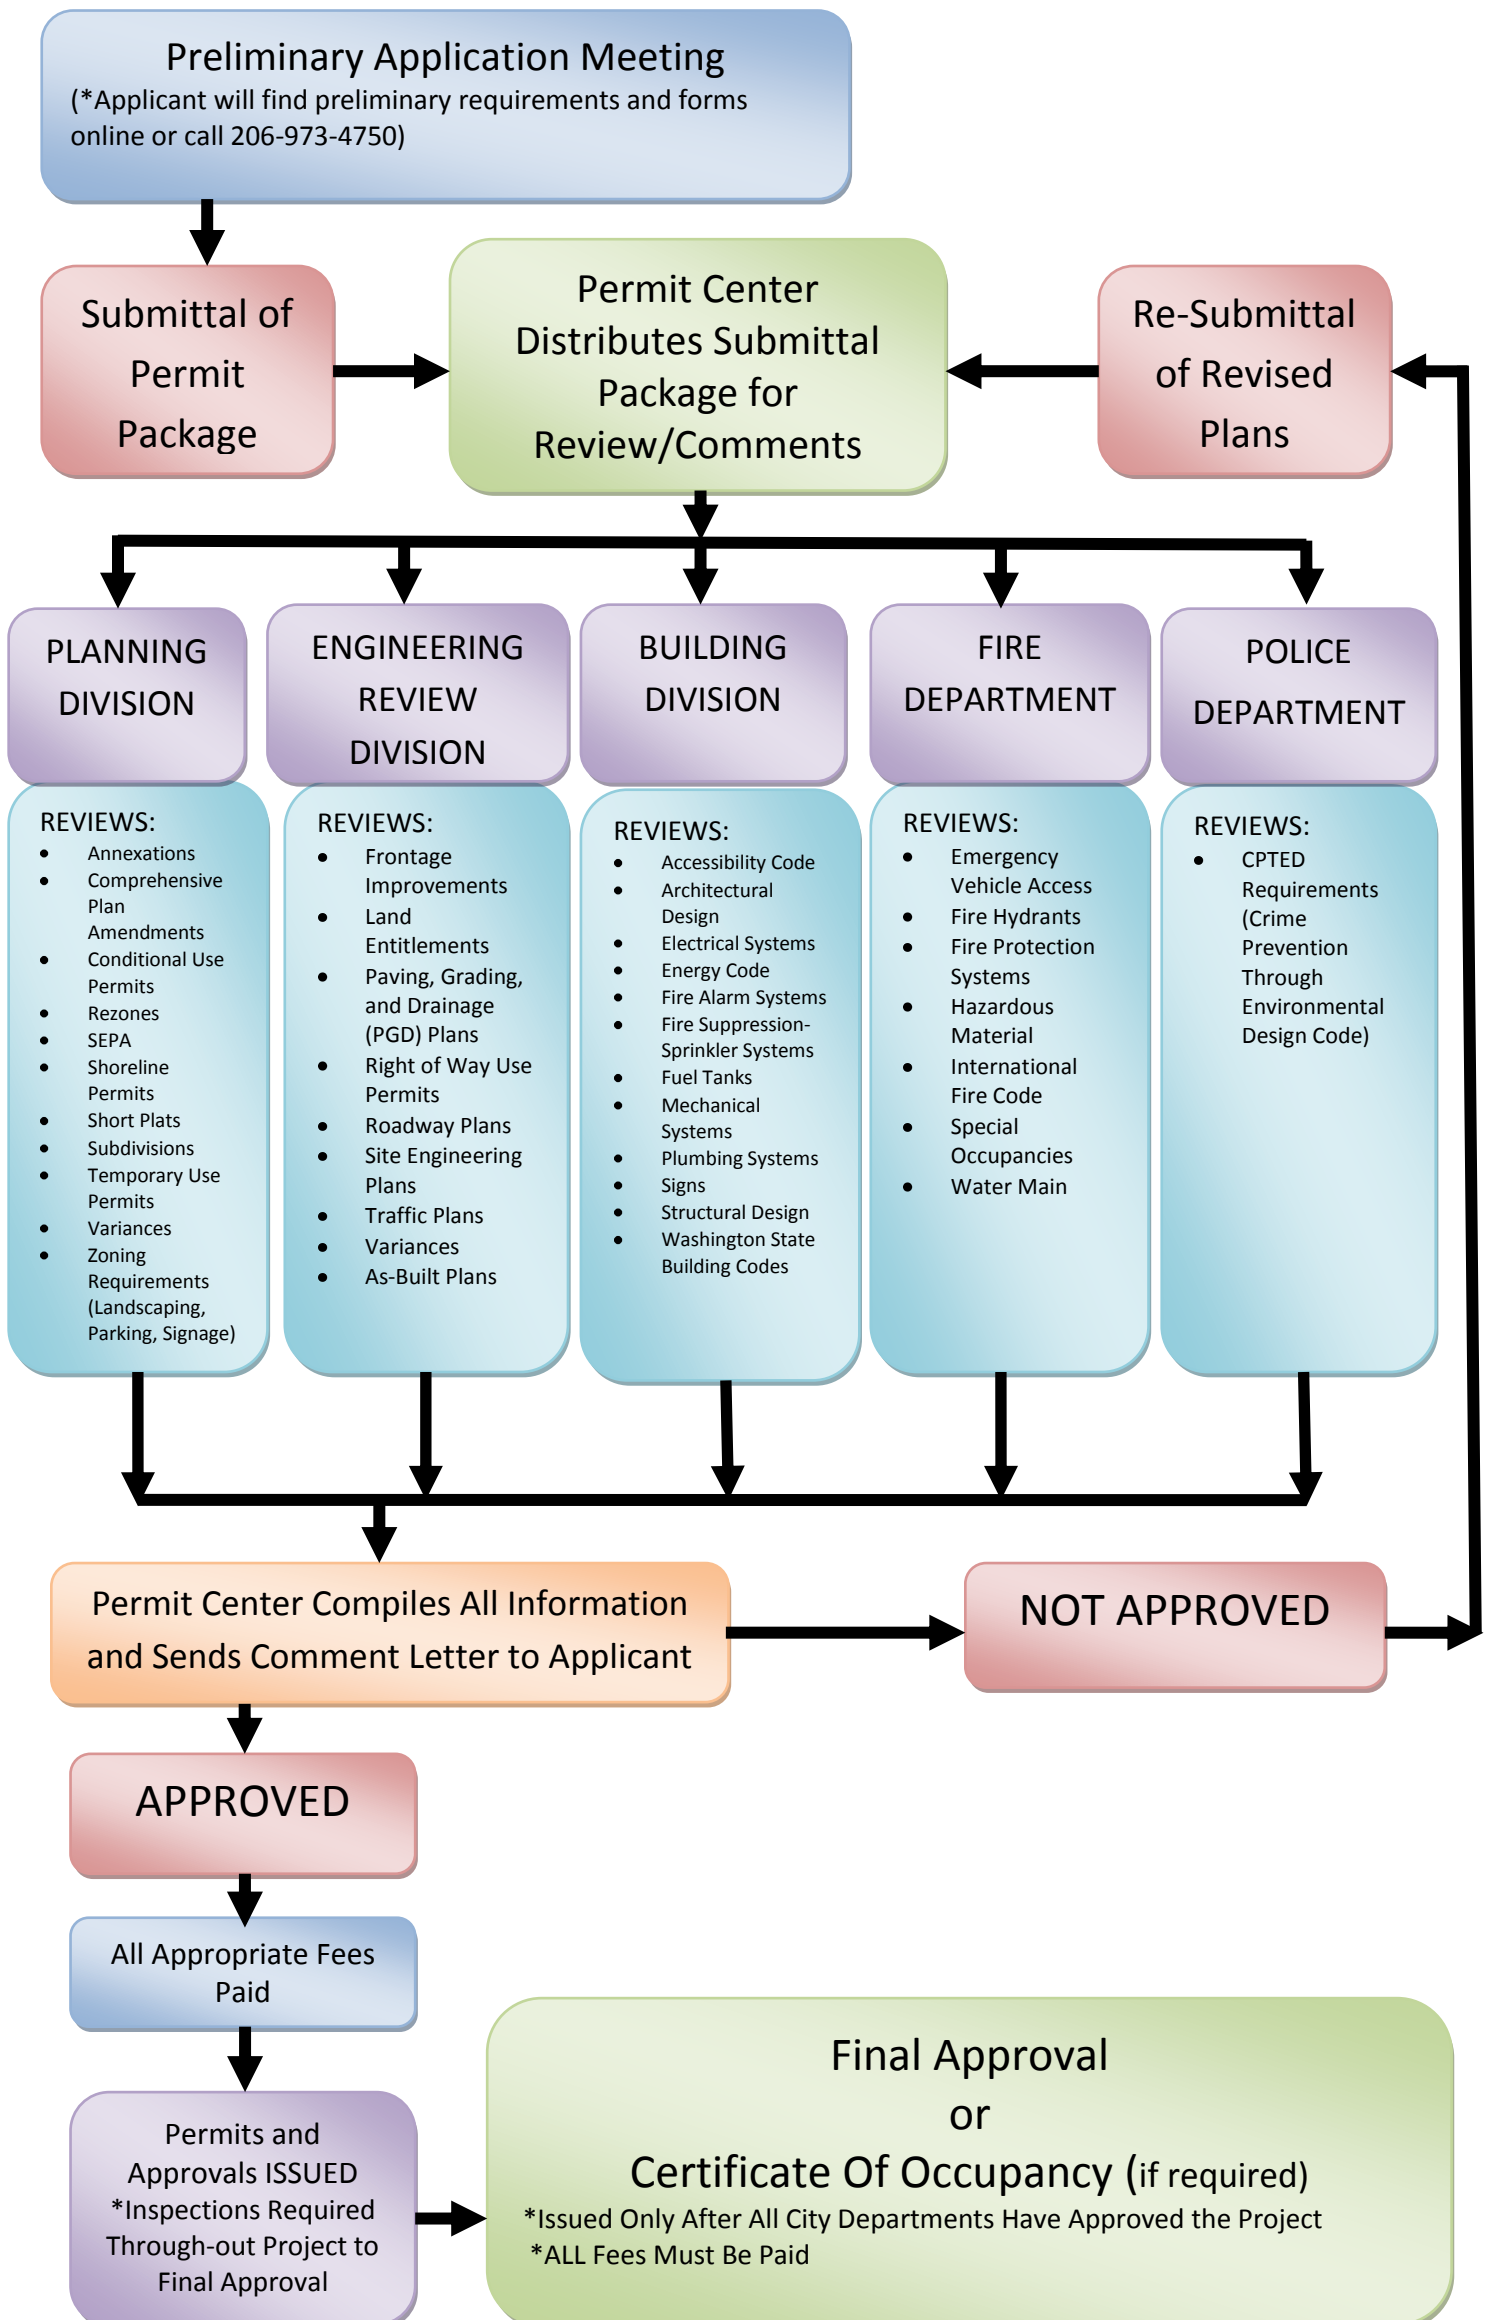 Preliminary Application Meeting
(*Applicant will find preliminary requirements and forms
online or call 206-973-4750)
Submittal of
Permit
Package
Permit Center
Distributes Submittal
Package for
Review/Comments
Re-Submittal
of Revised
Plans
PLANNING
DIVISION
ENGINEERING
REVIEW
DIVISION
BUILDING
DIVISION
FIRE
DEPARTMENT
POLICE
DEPARTMENT
REVIEWS:
• Annexations
• Comprehensive
Plan
Amendments
• Conditional Use
Permits
• Rezones
• SEPA
• Shoreline
Permits
• Short Plats
• Subdivisions
• Temporary Use
Permits
• Variances
• Zoning
Requirements
(Landscaping,
Parking, Signage)
REVIEWS:
• Frontage
Improvements
• Land
Entitlements
• Paving, Grading,
and Drainage
(PGD) Plans
• Right of Way Use
Permits
• Roadway Plans
• Site Engineering
Plans
• Traffic Plans
• Variances
• As-Built Plans
REVIEWS:
• Accessibility Code
• Architectural
Design
• Electrical Systems
• Energy Code
• Fire Alarm Systems
• Fire Suppression-
Sprinkler Systems
• Fuel Tanks
• Mechanical
Systems
• Plumbing Systems
• Signs
• Structural Design
• Washington State
Building Codes
REVIEWS:
• Emergency
Vehicle Access
• Fire Hydrants
• Fire Protection
Systems
• Hazardous
Material
• International
Fire Code
• Special
Occupancies
• Water Main
REVIEWS:
• CPTED
Requirements
(Crime
Prevention
Through
Environmental
Design Code)
Permit Center Compiles All Information
and Sends Comment Letter to Applicant
NOT APPROVED
APPROVED
All Appropriate Fees
Paid
Permits and
Approvals ISSUED
*Inspections Required
Through-out Project to
Final Approval
Final Approval
or
Certificate Of Occupancy (if required)
*Issued Only After All City Departments Have Approved the Project
*ALL Fees Must Be Paid